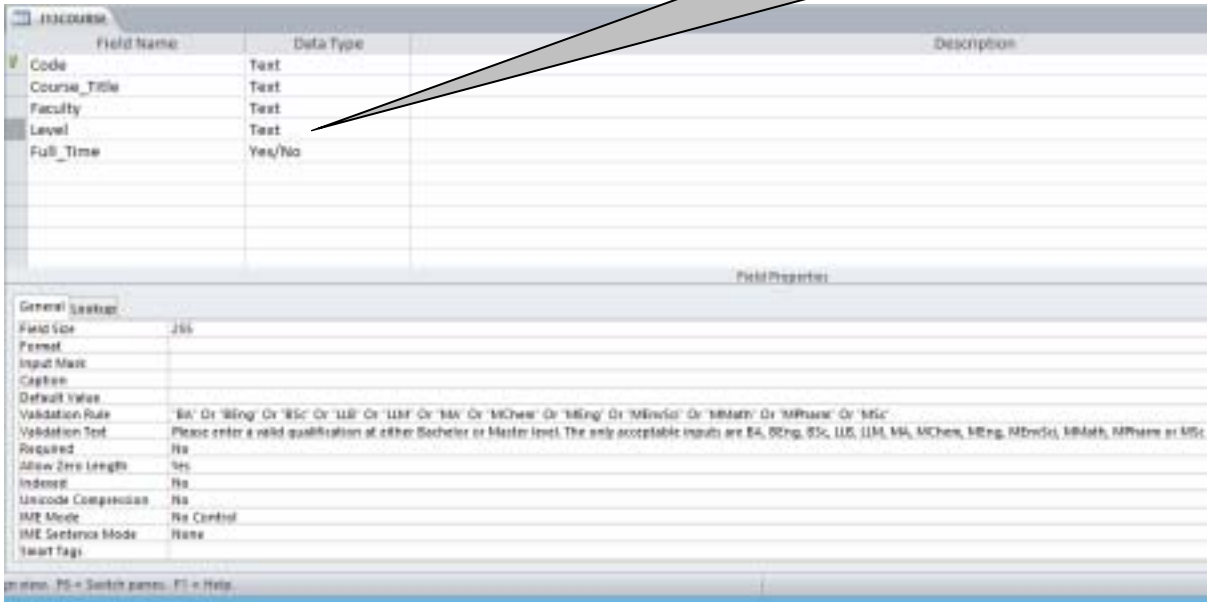 J13COURSE
Field Name Data Type Description
Code Text
Course_Title Text
Faculty Text
Level Text
Full_Time Yes/No
Field Properties
General Lookup
Field Size 255
Format
Input Mask
Caption
Default Value
Validation Rule 'BA' Or 'BEng' Or 'BSc' Or 'LLB' Or 'LLM' Or 'MA' Or 'MChem' Or 'MEng' Or 'MEnvSci' Or 'MMath' Or 'MPharm' Or 'MSc'
Validation Text Please enter a valid qualification at either Bachelor or Master level. The only acceptable inputs are BA, BEng, BSc, LLB, LLM, MA, MChem, MEng, MEnvSci, MMath, MPharm or MSc
Required No
Allow Zero Length Yes
Indexed No
Unicode Compression No
IME Mode No Control
IME Sentence Mode None
Smart Tags
view. F6 = Switch panes. F1 = Help.